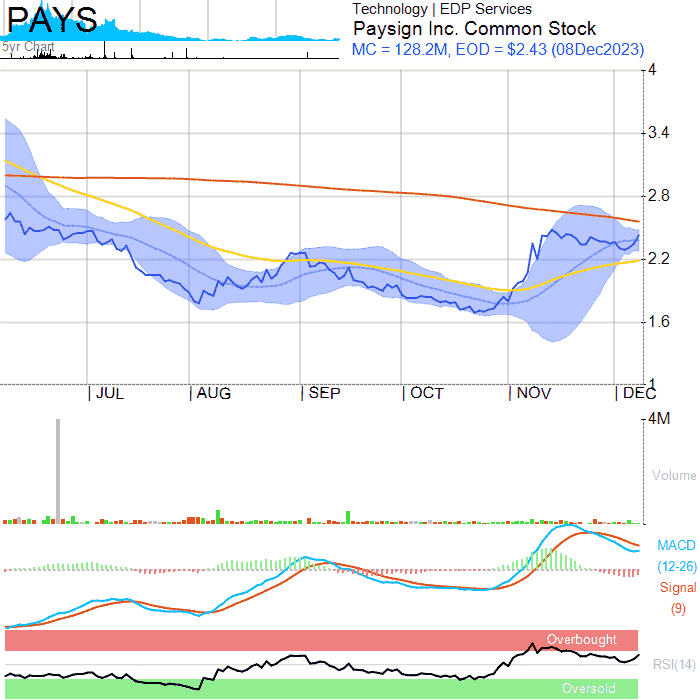 PAYS
5yr Chart
Technology | EDP Services
Paysign Inc. Common Stock
MC = 128.2M, EOD = $2.43 (08Dec2023)
4
3.4
2.8
2.2
1.6
1
JUL AUG SEP OCT NOV DEC
4M
Volume
MACD
(12-26)
Signal
(9)
Overbought
RSI(14)
Oversold